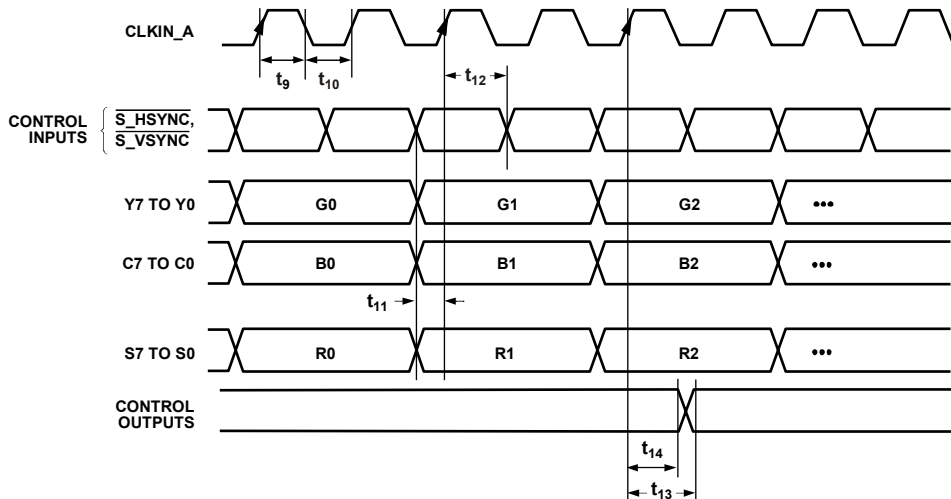 CLKIN_A
t9
t10
t12
CONTROL INPUTS
S_HSYNC,
S_VSYNC
Y7 TO Y0
G0
G1
G2
•••
C7 TO C0
B0
B1
B2
•••
t11
S7 TO S0
R0
R1
R2
•••
CONTROL
OUTPUTS
t14
t13